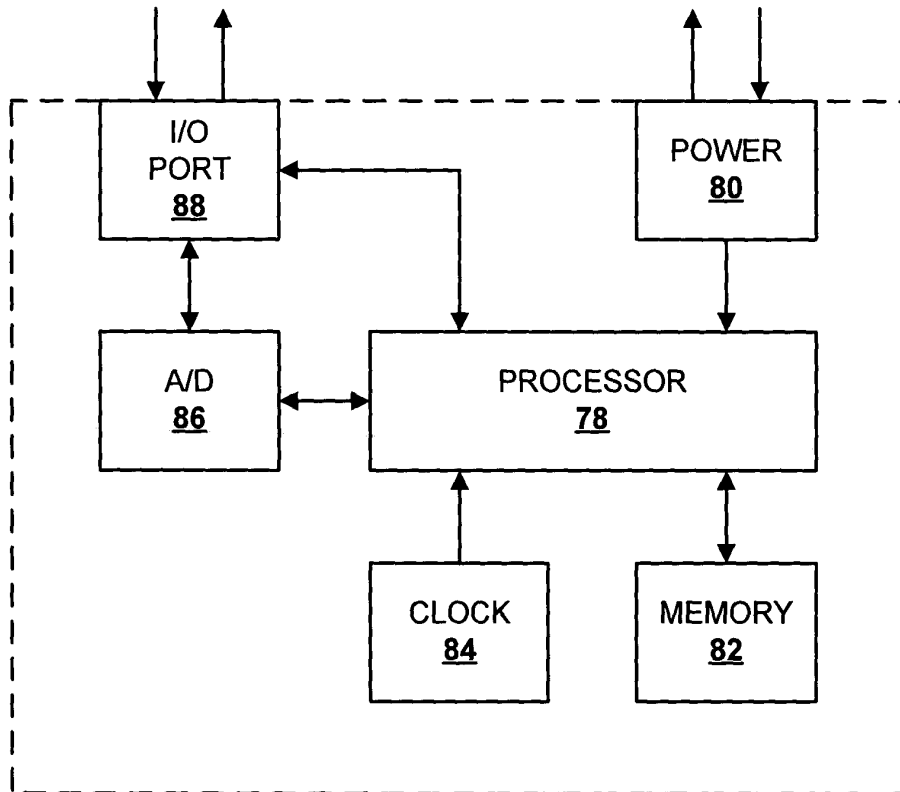 I/O
PORT
88
POWER
80
A/D
86
PROCESSOR
78
CLOCK
84
MEMORY
82